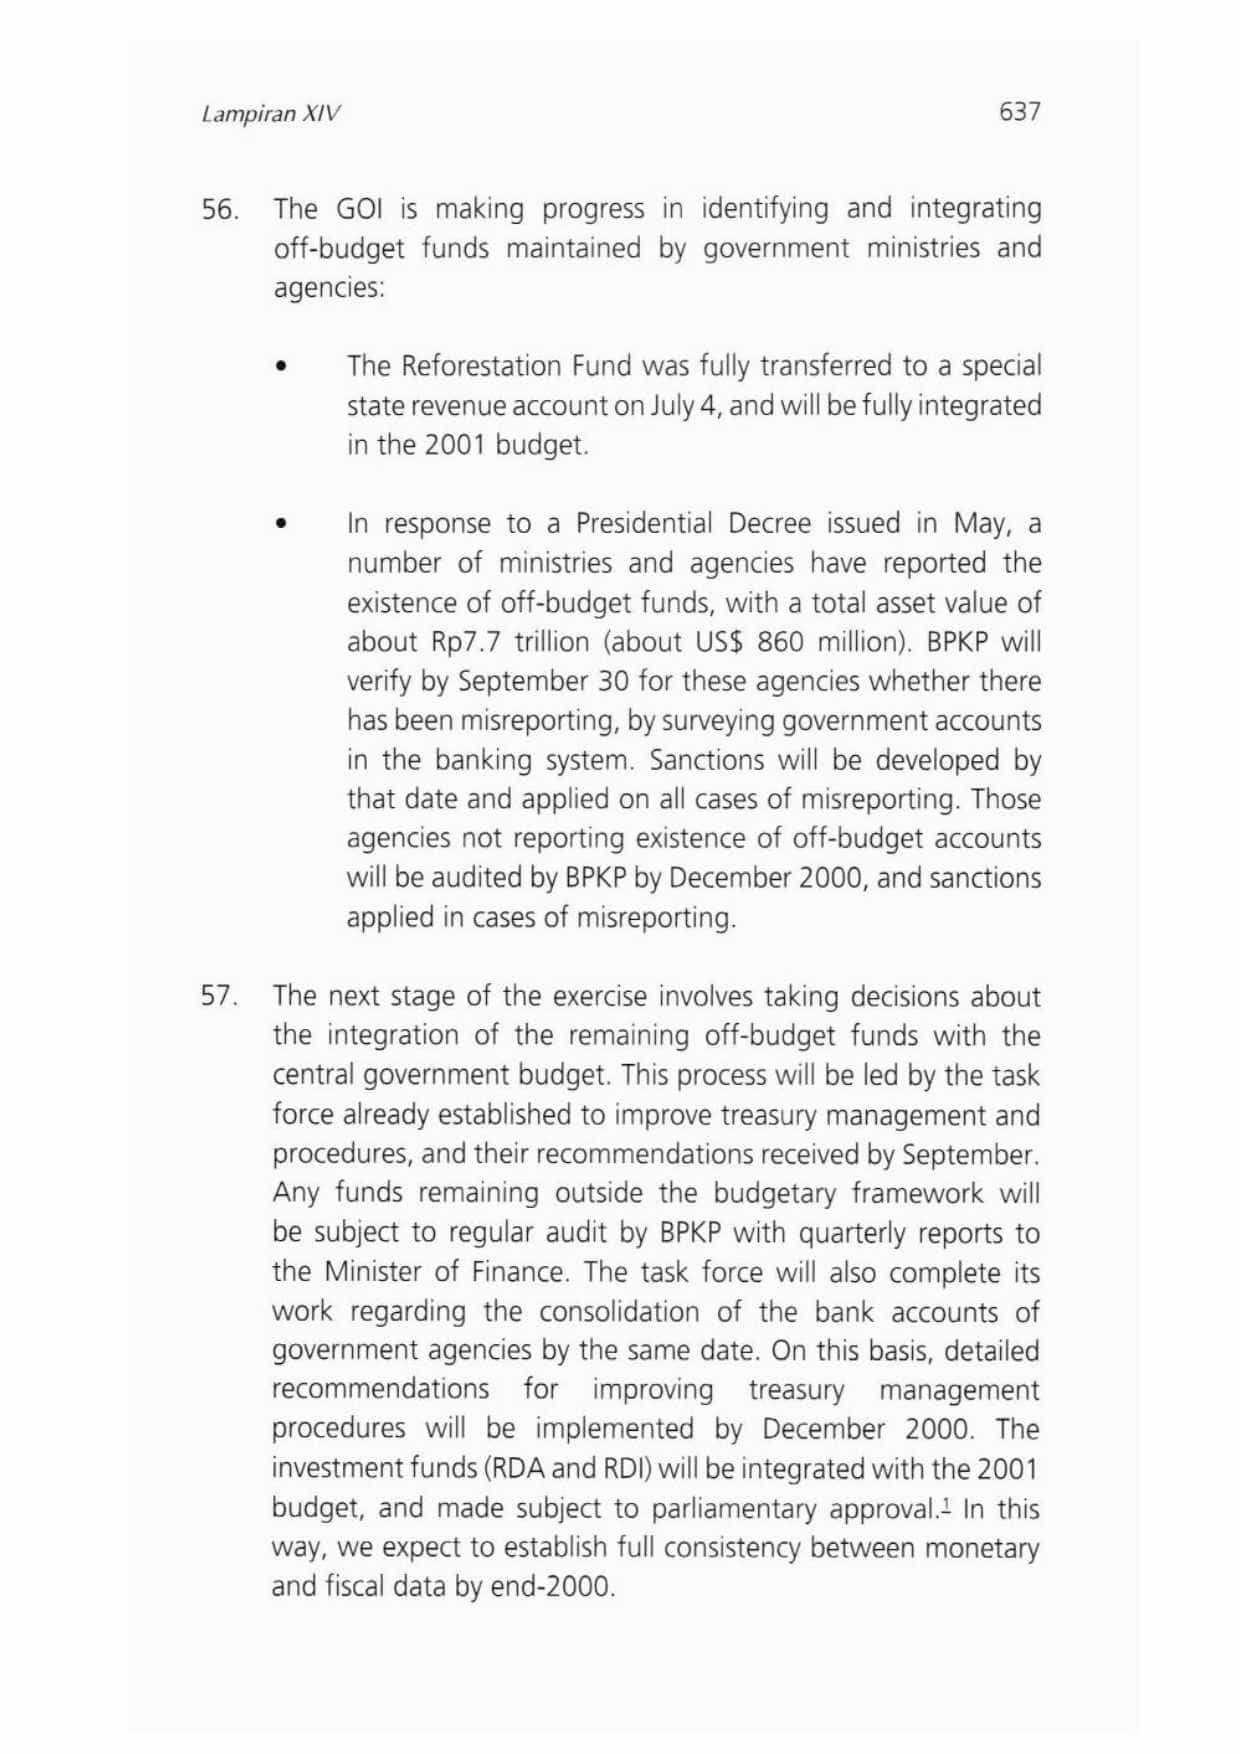 Lampiran XIV 637
56. The GOI is making progress in identifying and integrating
off-budget funds maintained by government ministries and
agencies:
• The Reforestation Fund was fully transferred to a special
state revenue account on July 4, and will be fully integrated
in the 2001 budget.
• In response to a Presidential Decree issued in May, a
number of ministries and agencies have reported the
existence of off-budget funds, with a total asset value of
about Rp7.7 trillion (about US$ 860 million). BPKP will
verify by September 30 for these agencies whether there
has been misreporting, by surveying government accounts
in the banking system. Sanctions will be developed by
that date and applied on all cases of misreporting. Those
agencies not reporting existence of off-budget accounts
will be audited by BPKP by December 2000, and sanctions
applied in cases of misreporting.
57. The next stage of the exercise involves taking decisions about
the integration of the remaining off-budget funds with the
central government budget. This process will be led by the task
force already established to improve treasury management and
procedures, and their recommendations received by September.
Any funds remaining outside the budgetary framework will
be subject to regular audit by BPKP with quarterly reports to
the Minister of Finance. The task force will also complete its
work regarding the consolidation of the bank accounts of
government agencies by the same date. On this basis, detailed
recommendations for improving treasury management
procedures will be implemented by December 2000. The
investment funds (RDA and RDI) will be integrated with the 2001
budget, and made subject to parliamentary approval.1 In this
way, we expect to establish full consistency between monetary
and fiscal data by end-2000.